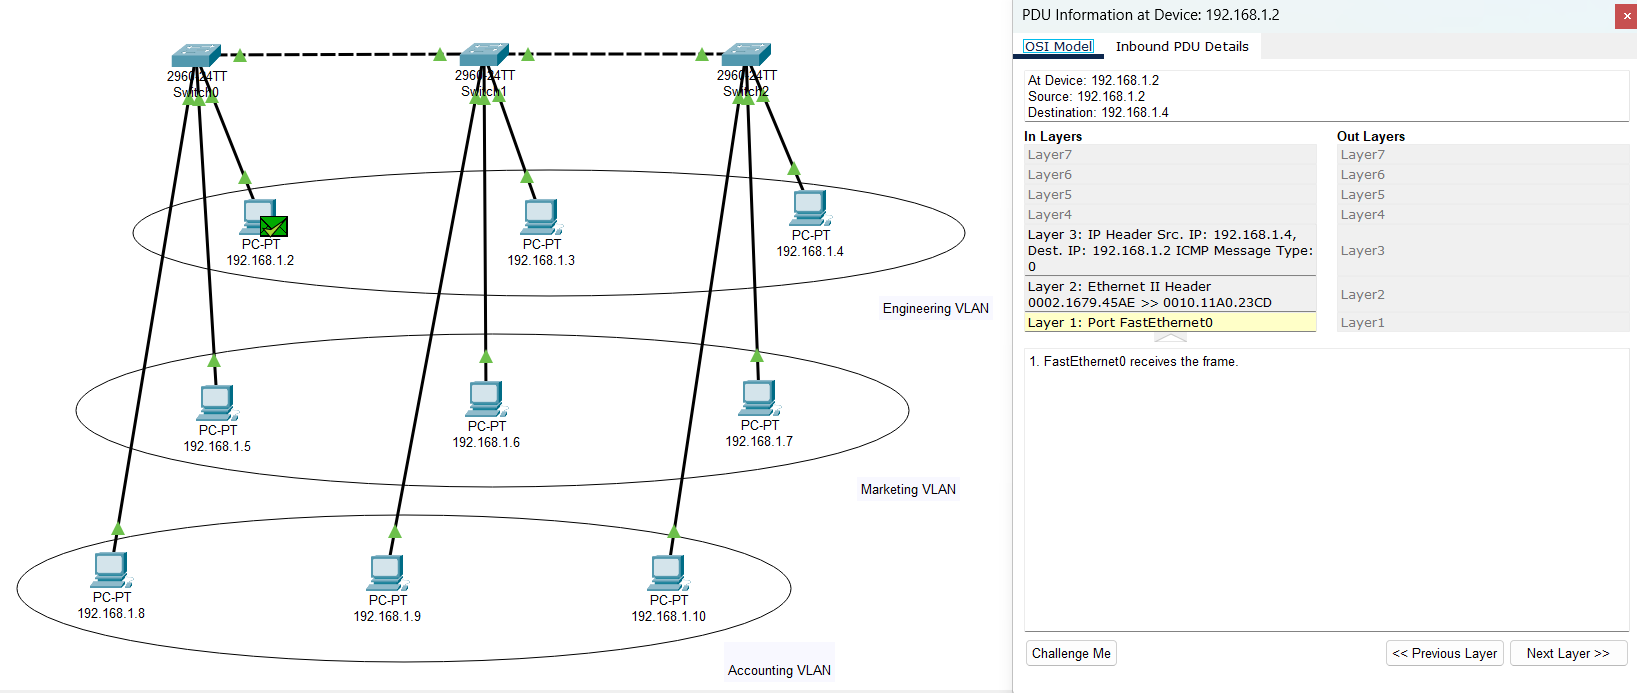 2960-24TT
Switch0
2960-24TT
Switch1
2960-24TT
Switch2
PC-PT
192.168.1.2
PC-PT
192.168.1.3
PC-PT
192.168.1.4
Engineering VLAN
PC-PT
192.168.1.5
PC-PT
192.168.1.6
PC-PT
192.168.1.7
Marketing VLAN
PC-PT
192.168.1.8
PC-PT
192.168.1.9
PC-PT
192.168.1.10
Accounting VLAN
PDU Information at Device: 192.168.1.2
OSI Model Inbound PDU Details
At Device: 192.168.1.2
Source: 192.168.1.2
Destination: 192.168.1.4
In Layers
Layer7
Layer6
Layer5
Layer4
Layer 3: IP Header Src. IP: 192.168.1.4,
Dest. IP: 192.168.1.2 ICMP Message Type:
0
Layer 2: Ethernet II Header
0002.1679.45AE >> 0010.11A0.23CD
Layer 1: Port FastEthernet0
Out Layers
Layer7
Layer6
Layer5
Layer4
Layer3
Layer2
Layer1
1. FastEthernet0 receives the frame.
Challenge Me
<< Previous Layer
Next Layer >>